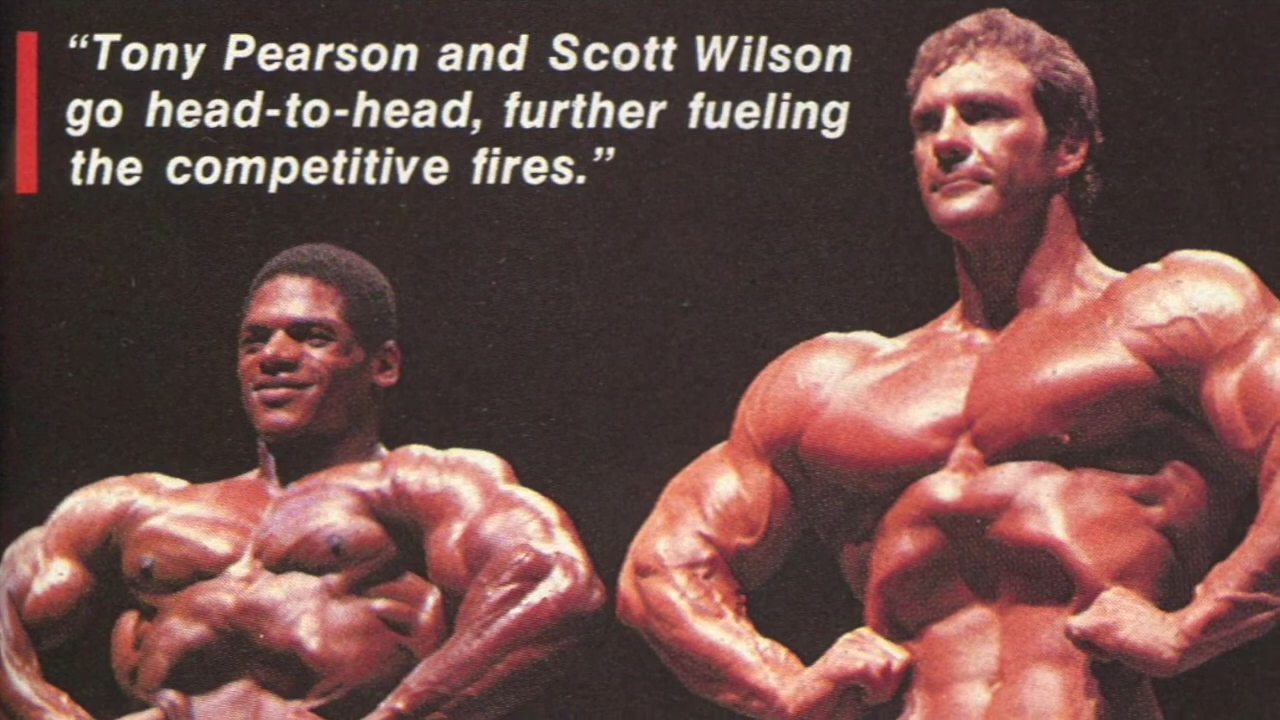 “Tony Pearson and Scott Wilson
go head-to-head, further fueling
the competitive fires.”